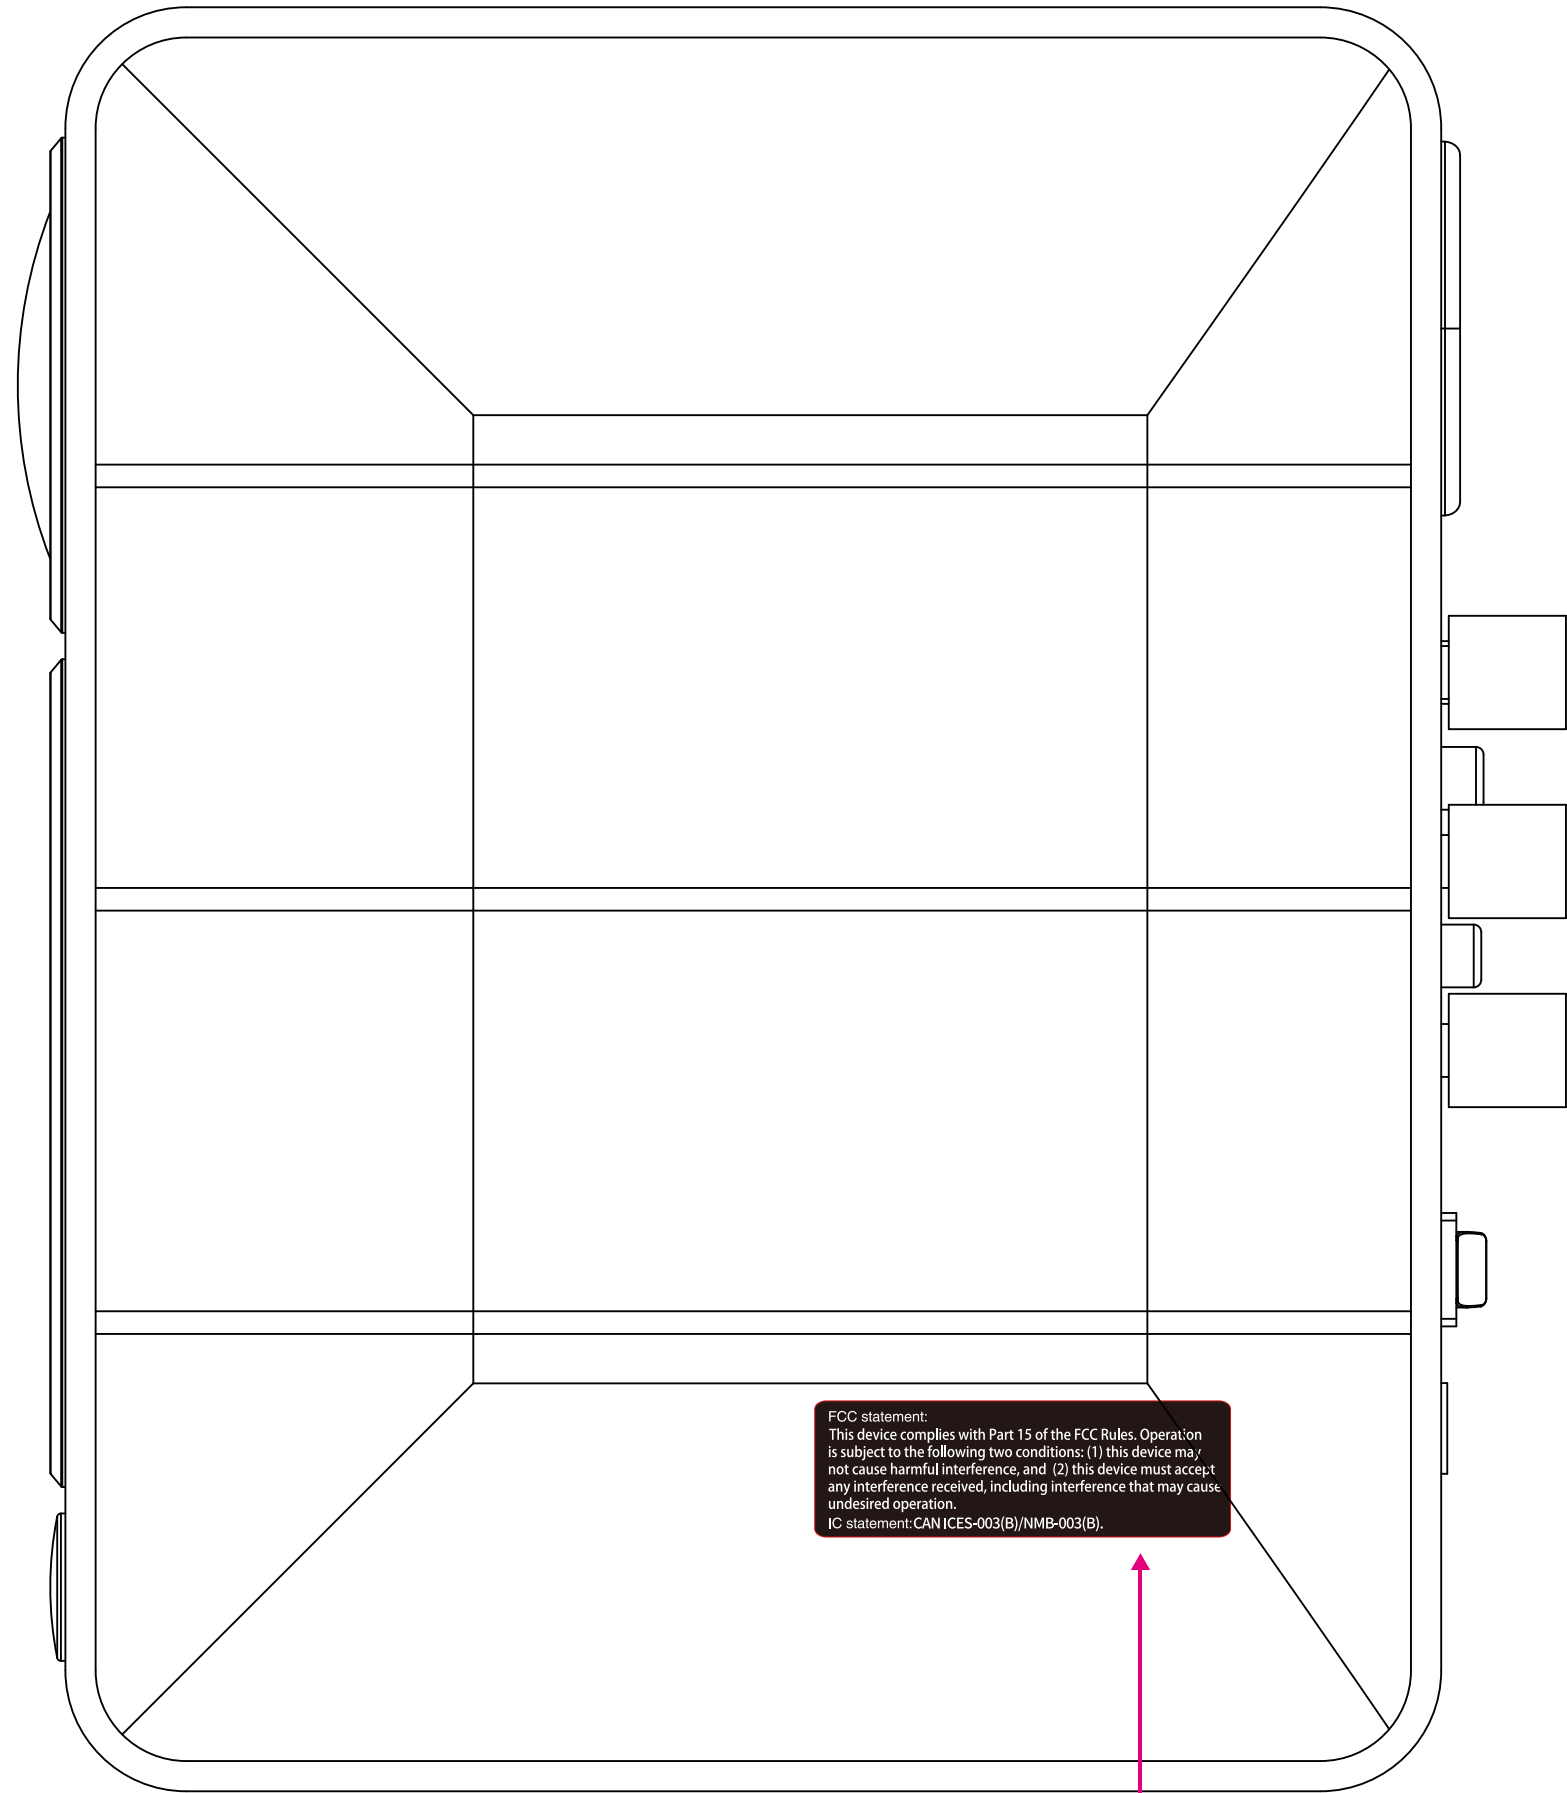 FCC statement:
This device complies with Part 15 of the FCC Rules. Operation
is subject to the following two conditions: (1) this device may
not cause harmful interference, and (2) this device must accept
any interference received, including interference that may cause
undesired operation.
IC statement:CAN ICES-003(B)/NMB-003(B).